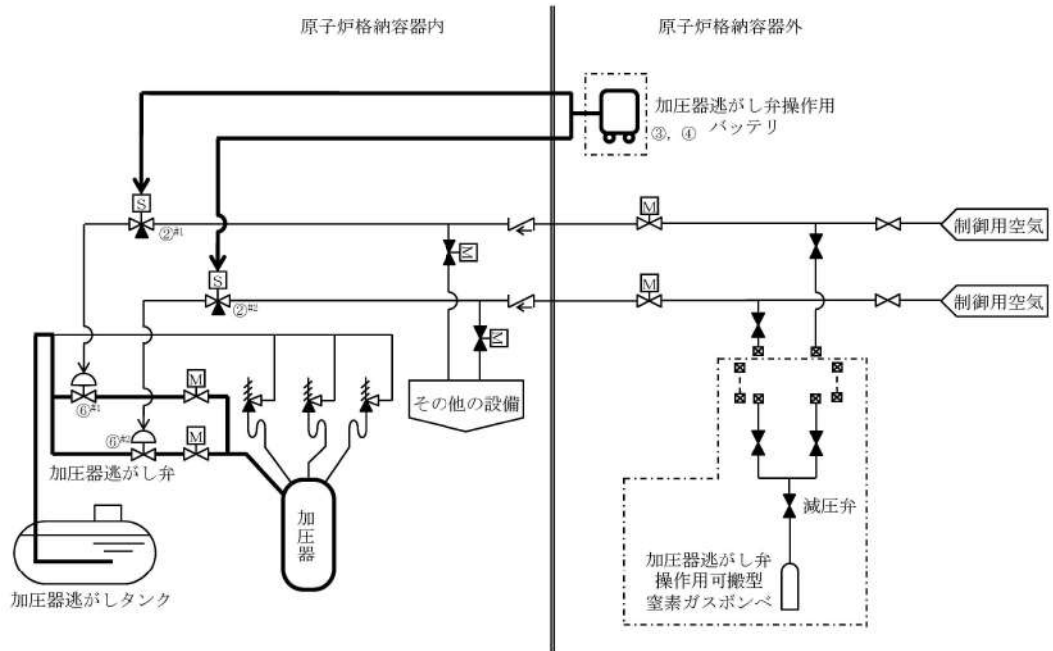 原子炉格納容器内
原子炉格納容器外
加圧器逃がし弁操作用
③，④ バッテリ
S
②#1
M
制御用空気
M
S
②#2
M
制御用空気
M
M
⑥#1
M
⑥#2
加圧器逃がし弁
その他の設備
加圧器
減圧弁
加圧器逃がし弁
操作用可搬型
窒素ガスボンベ
加圧器逃がしタンク